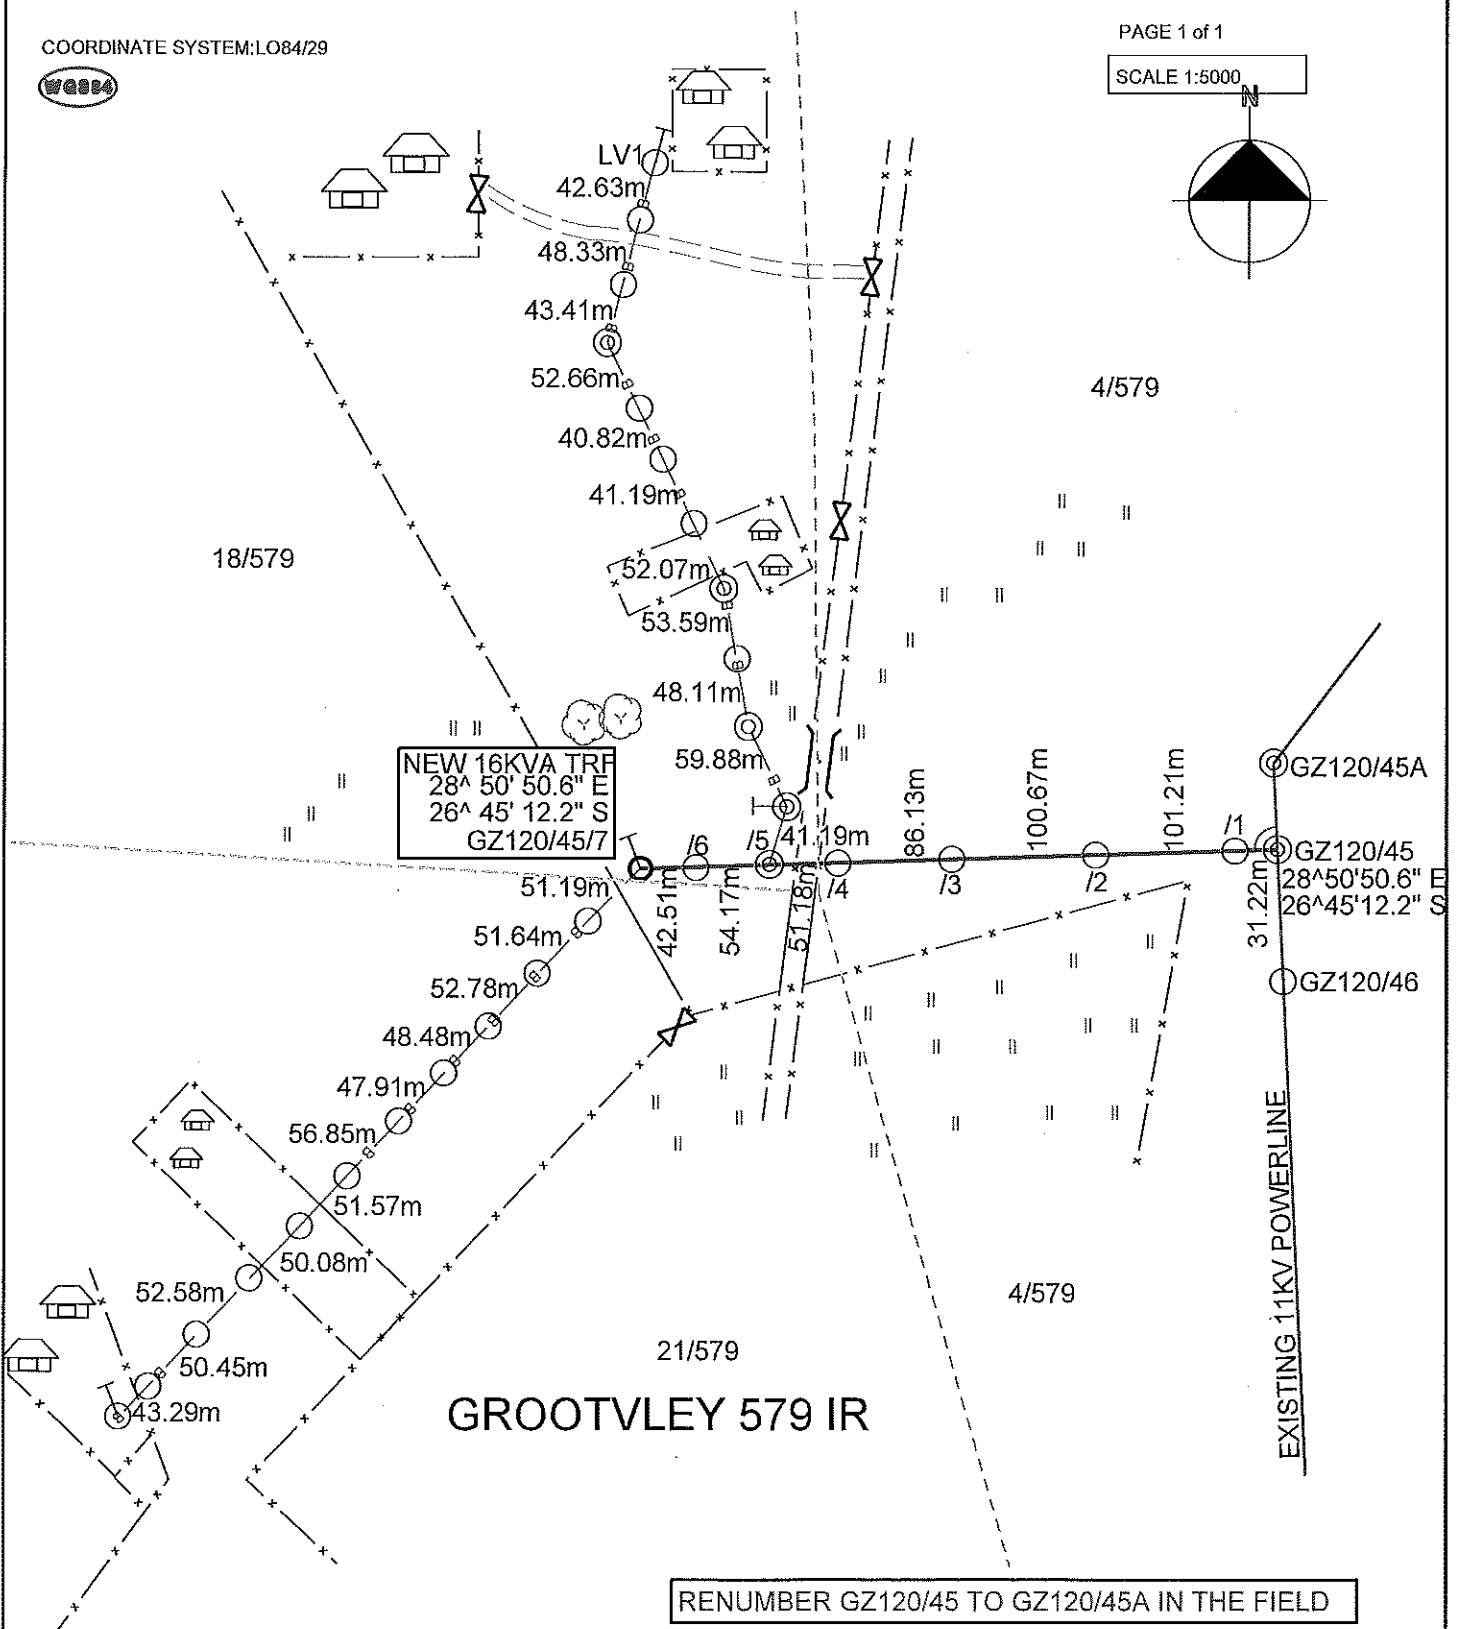 COORDINATE SYSTEM:LO84/29
WGS84
PAGE 1 of 1
SCALE 1:5000
N
LV1
42.63m
48.33m
43.41m
52.66m
4/579
40.82m
41.19m
18/579
52.07m
53.59m
48.11m
59.88m
NEW 16KVA TRF
28^ 50' 50.6" E
26^ 45' 12.2" S
GZ120/45/7
86.13m
100.67m
101.21m
GZ120/45A
/6
/5
41.19m
/4
/3
/2
/1
GZ120/45
28^50'50.6" E
26^45'12.2" S
31.22m
GZ120/46
51.19m
42.51m
54.17m
51.18m
51.64m
52.78m
48.48m
47.91m
56.85m
51.57m
50.08m
52.58m
50.45m
43.29m
4/579
21/579
GROOTVLEY 579 IR
EXISTING 11KV POWERLINE
RENUMBER GZ120/45 TO GZ120/45A IN THE FIELD